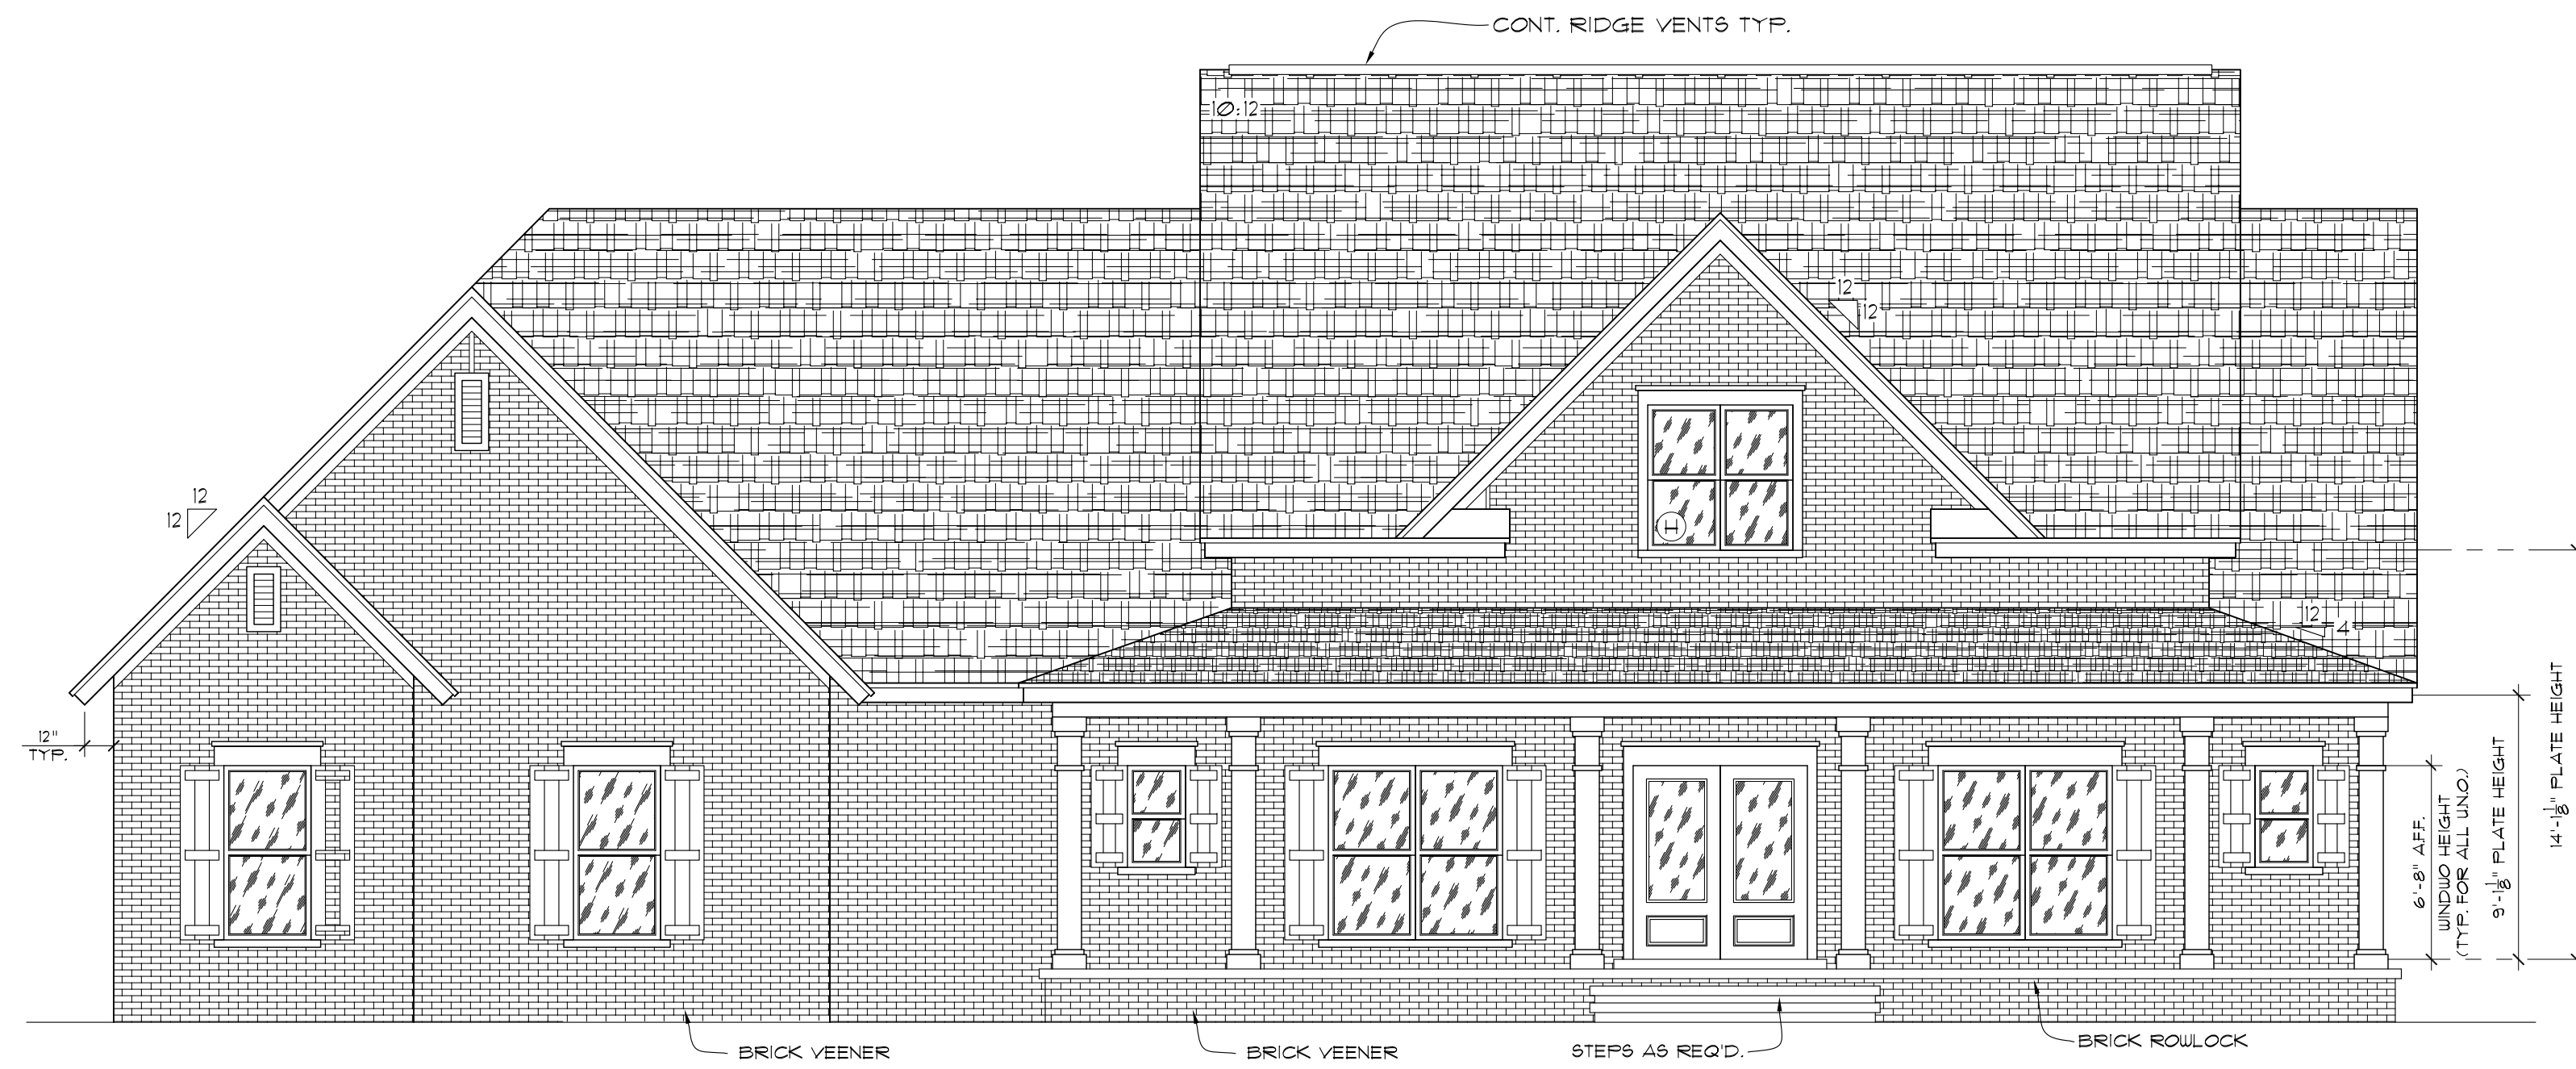 CONT. RIDGE VENTS TYP.
10:12
12
12
12
12
H
12
4
12"
TYP.
6'-8" A.F.F.
WINDWO HEIGHT
(TYP. FOR ALL U.N.O.)
9'-1 1/8" PLATE HEIGHT
14'-1 1/8" PLATE HEIGHT
BRICK VEENER
BRICK VEENER
STEPS AS REQ'D.
BRICK ROWLOCK